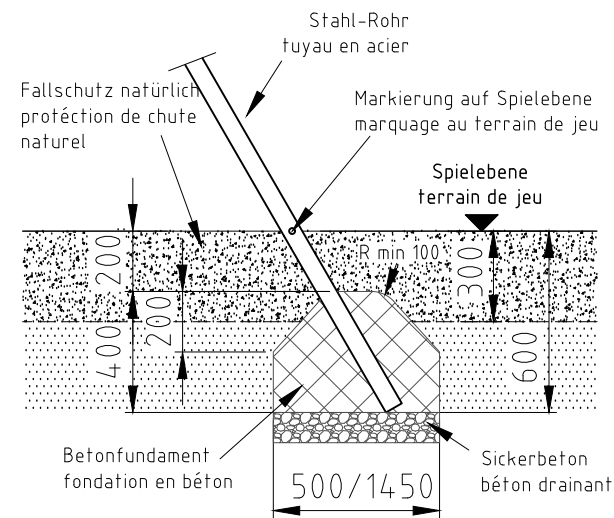 Stahl-Rohr
tuyau en acier
Fallschutz natürlich
protéction de chute
naturel
Markierung auf Spielebene
marquage au terrain de jeu
Spielebene
terrain de jeu
R min 100
200
200
400
300
600
Betonfundament
fondation en béton
500/1450
Sickerbeton
béton drainant